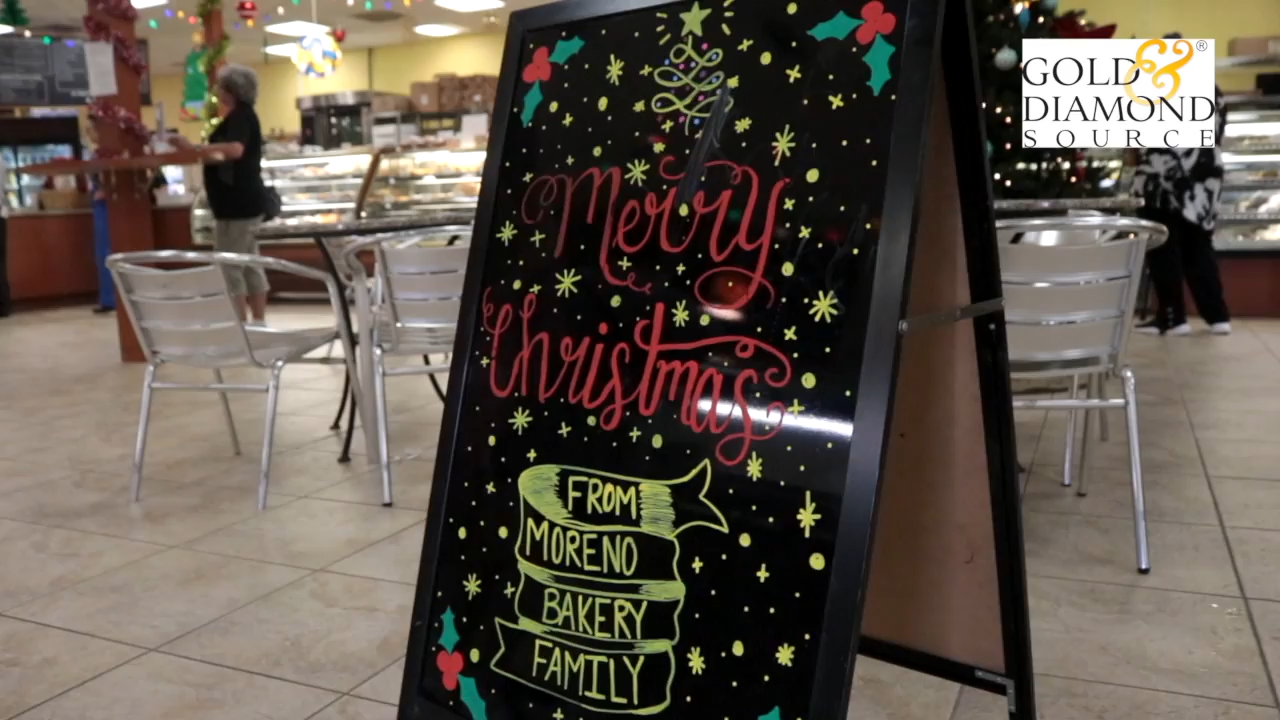 GOLD &
DIAMOND
SOURCE®
Merry
Christmas
FROM
MORENO
BAKERY
FAMILY